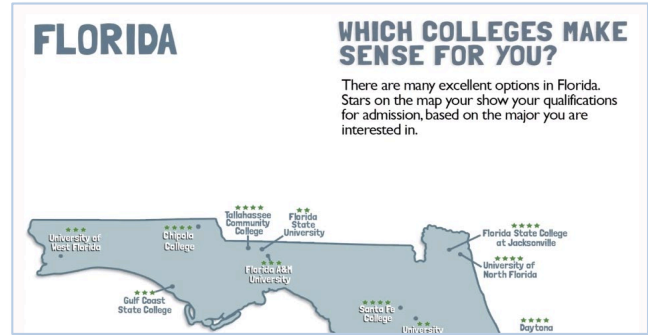 FLORIDA
WHICH COLLEGES MAKE
SENSE FOR YOU?
There are many excellent options in Florida.
Stars on the map your show your qualifications
for admission, based on the major you are
interested in.
University of
West Florida
Chipola
College
Tallahassee
Community
College
Florida
State
University
Florida A&M
University
Gulf Coast
State College
Florida State College
at Jacksonville
University of
North Florida
Santa Fe
College
University
Daytona